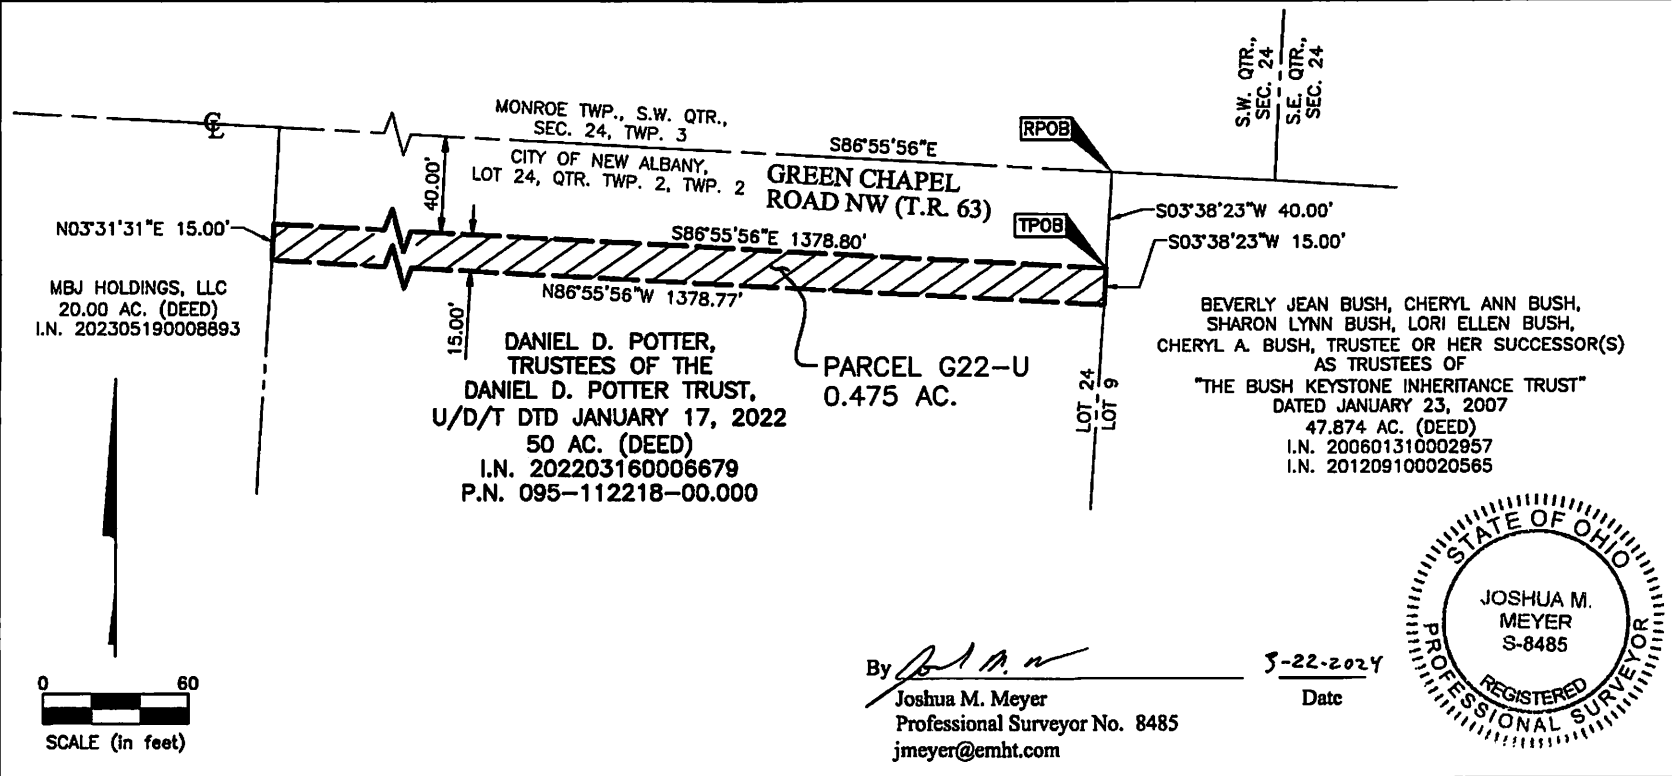 S.W. QTR.,
SEC. 24
S.E. QTR.,
SEC. 24
℄
MONROE TWP., S.W. QTR.,
SEC. 24, TWP. 3
CITY OF NEW ALBANY,
LOT 24, QTR. TWP. 2, TWP. 2
S86°55'56"E
RPOB
GREEN CHAPEL
ROAD NW (T.R. 63)
40.00'
S03°38'23"W 40.00'
TPOB
S03°38'23"W 15.00'
N03°31'31"E 15.00'
S86°55'56"E 1378.80'
N86°55'56"W 1378.77'
15.00'
MBJ HOLDINGS, LLC
20.00 AC. (DEED)
I.N. 202305190008893
DANIEL D. POTTER,
TRUSTEES OF THE
DANIEL D. POTTER TRUST,
U/D/T DTD JANUARY 17, 2022
50 AC. (DEED)
I.N. 202203160006679
P.N. 095-112218-00.000
PARCEL G22-U
0.475 AC.
LOT 24
LOT 9
BEVERLY JEAN BUSH, CHERYL ANN BUSH,
SHARON LYNN BUSH, LORI ELLEN BUSH,
CHERYL A. BUSH, TRUSTEE OR HER SUCCESSOR(S)
AS TRUSTEES OF
"THE BUSH KEYSTONE INHERITANCE TRUST"
DATED JANUARY 23, 2007
47.874 AC. (DEED)
I.N. 200601310002957
I.N. 201209100020565
0 60
SCALE (in feet)
By
Joshua M. Meyer
Professional Surveyor No. 8485
jmeyer@emht.com
3-22-2024
Date
STATE OF OHIO
JOSHUA M.
MEYER
S-8485
REGISTERED
PROFESSIONAL SURVEYOR